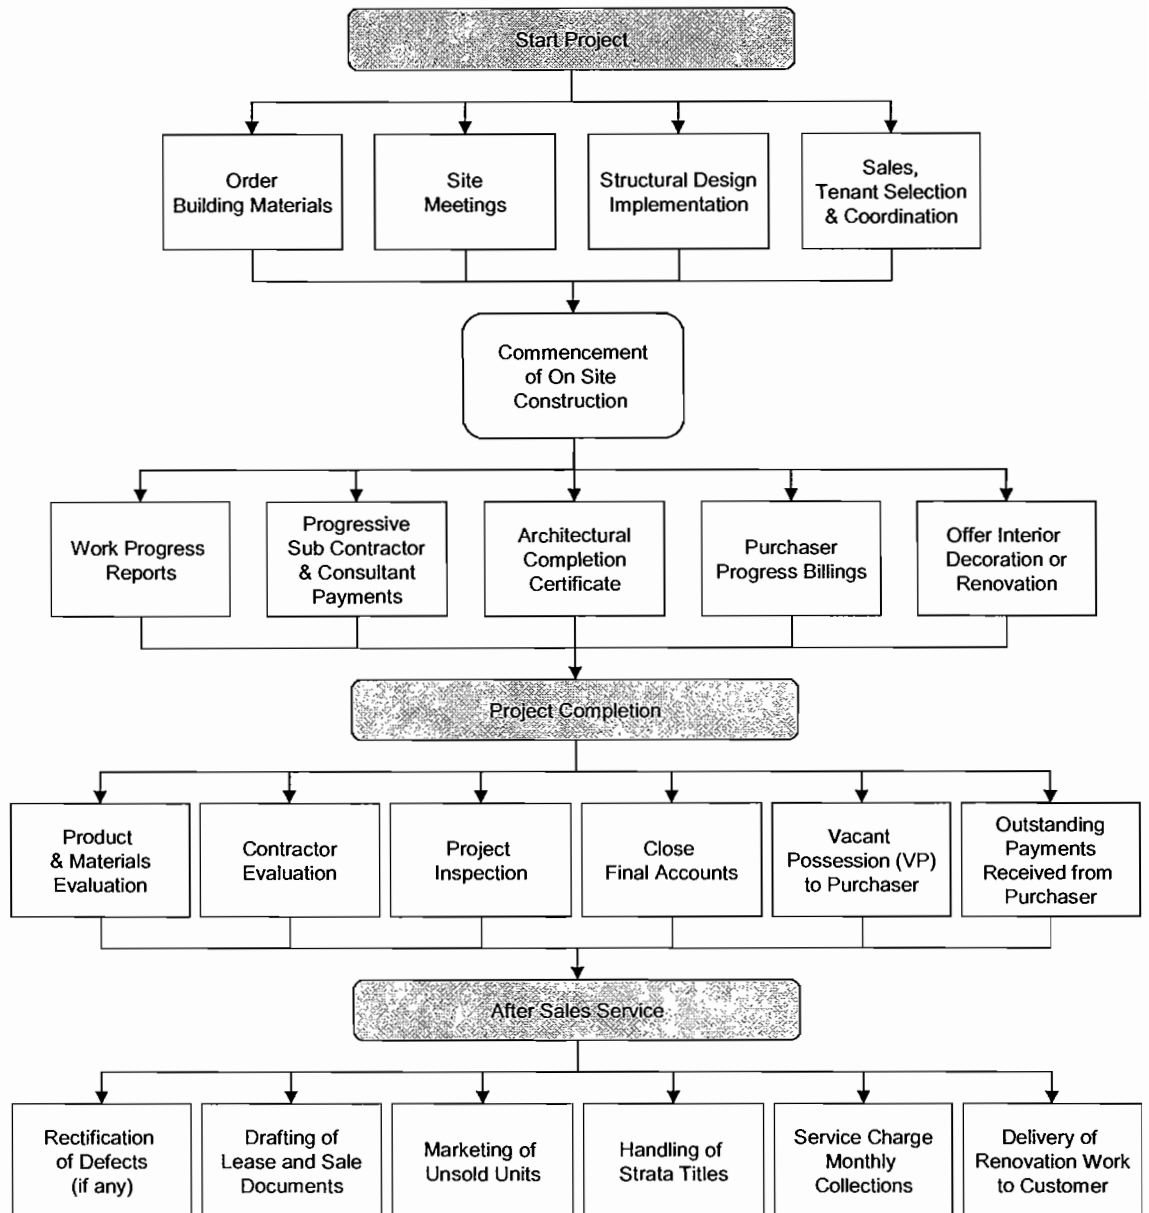 Start Project
Order
Building Materials
Site
Meetings
Structural Design
Implementation
Sales,
Tenant Selection
& Coordination
Commencement
of On Site
Construction
Work Progress
Reports
Progressive
Sub Contractor
& Consultant
Payments
Architectural
Completion
Certificate
Purchaser
Progress Billings
Offer Interior
Decoration or
Renovation
Project Completion
Product
& Materials
Evaluation
Contractor
Evaluation
Project
Inspection
Close
Final Accounts
Vacant
Possession (VP)
to Purchaser
Outstanding
Payments
Received from
Purchaser
After Sales Service
Rectification
of Defects
(if any)
Drafting of
Lease and Sale
Documents
Marketing of
Unsold Units
Handling of
Strata Titles
Service Charge
Monthly
Collections
Delivery of
Renovation Work
to Customer